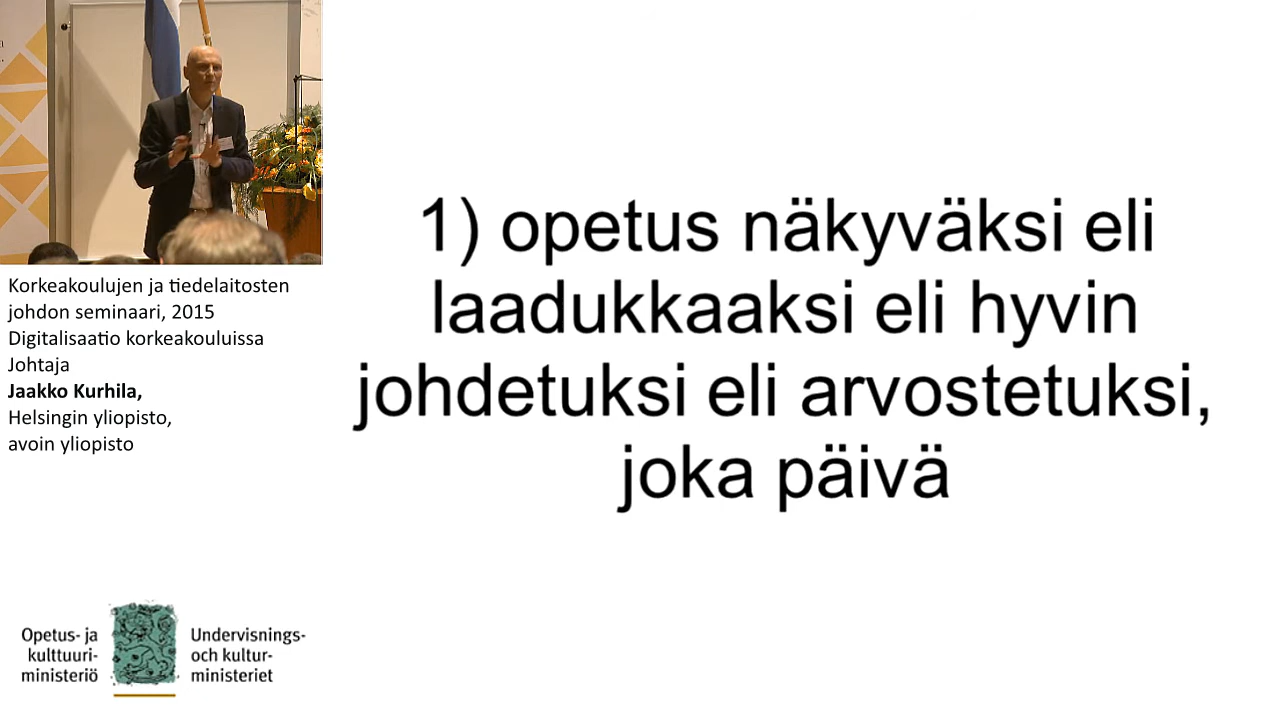 Korkeakoulujen ja tiedelaitosten
johdon seminaari, 2015
Digitalisaatio korkeakouluissa
Johtaja
Jaakko Kurhila,
Helsingin yliopisto,
avoin yliopisto
1) opetus näkyväksi eli
laadukkaaksi eli hyvin
johdetuksi eli arvostetuksi,
joka päivä
Opetus- ja
kulttuuri-
ministeriö
Undervisnings-
och kultur-
ministeriet